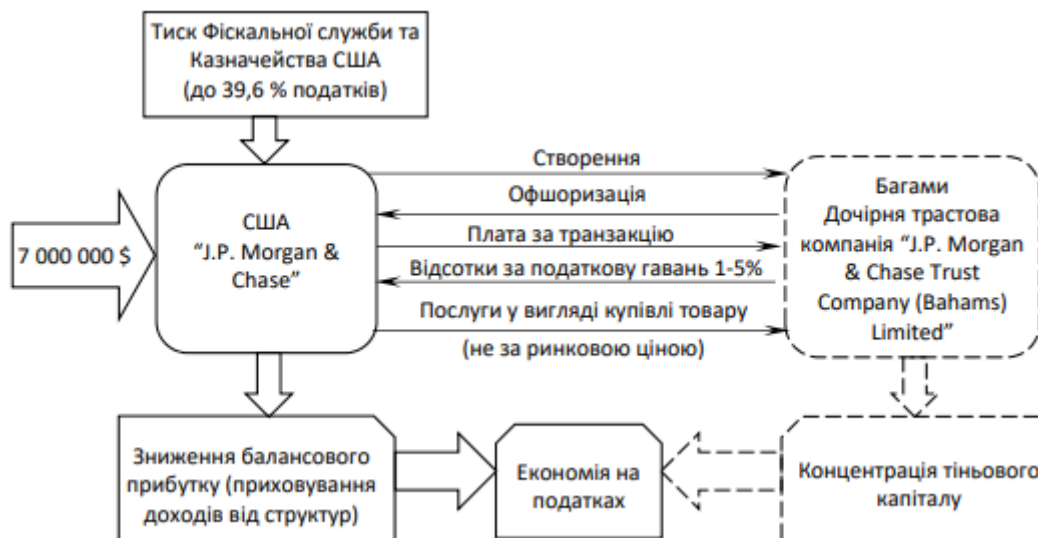 Тиск Фіскальної служби та
Казначейства США
(до 39,6 % податків)
7 000 000 $
США
“J.P. Morgan &
Chase”
Створення
Офшоризація
Плата за транзакцію
Відсотки за податкову гавань 1-5%
Послуги у вигляді купівлі товару
(не за ринковою ціною)
Багами
Дочірня трастова
компанія “J.P. Morgan
& Chase Trust
Company (Bahams)
Limited”
Зниження балансового
прибутку (приховування
доходів від структур)
Економія на
податках
Концентрація тіньового
капіталу